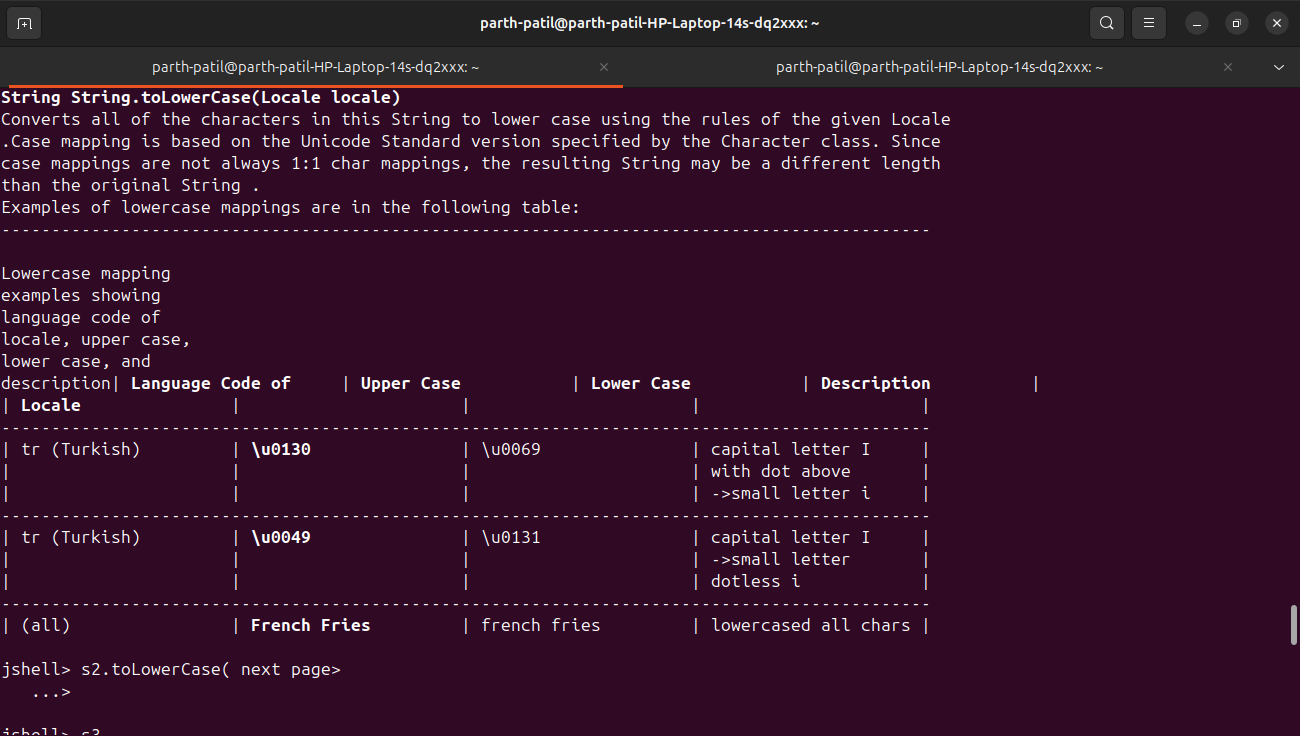 parth-patil@parth-patil-HP-Laptop-14s-dq2xxx: ~
parth-patil@parth-patil-HP-Laptop-14s-dq2xxx: ~ × parth-patil@parth-patil-HP-Laptop-14s-dq2xxx: ~ ×
String String.toLowerCase(Locale locale)
Converts all of the characters in this String to lower case using the rules of the given Locale
.Case mapping is based on the Unicode Standard version specified by the Character class. Since
case mappings are not always 1:1 char mappings, the resulting String may be a different length
than the original String .
Examples of lowercase mappings are in the following table:
---------------------------------------------------------------------------------------------
Lowercase mapping
examples showing
language code of
locale, upper case,
lower case, and
description| Language Code of     | Upper Case           | Lower Case           | Description          |
| Locale               |                      |                      |                      |
---------------------------------------------------------------------------------------------
| tr (Turkish)         | \u0130               | \u0069               | capital letter I     |
|                      |                      |                      | with dot above       |
|                      |                      |                      | ->small letter i     |
---------------------------------------------------------------------------------------------
| tr (Turkish)         | \u0049               | \u0131               | capital letter I     |
|                      |                      |                      | ->small letter       |
|                      |                      |                      | dotless i            |
---------------------------------------------------------------------------------------------
| (all)                | French Fries         | french fries         | lowercased all chars |
jshell> s2.toLowerCase( next page>
   ...>
jshell> s3